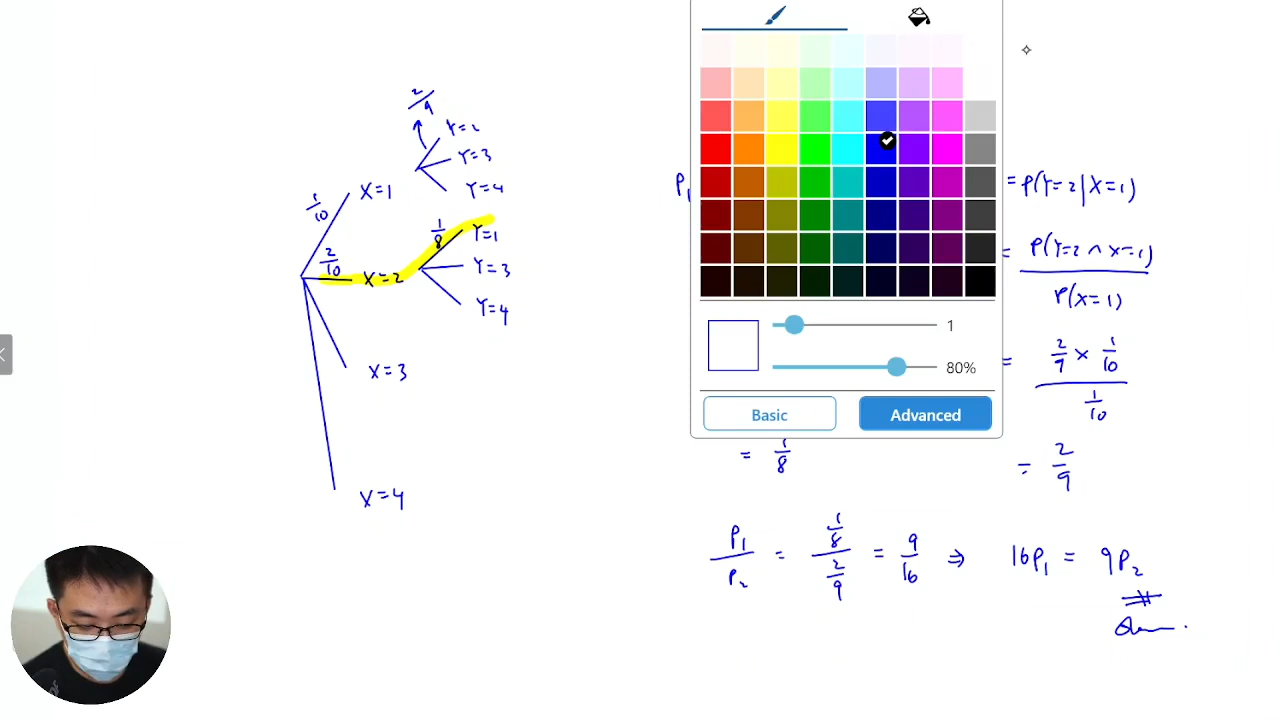 2/9
Y=2
Y=3
Y=4
1/10
X=1
1/8
Y=1
2/10
X=2
Y=3
Y=4
X=3
X=4
P₁
= P(Y=2|X=1)
= P(Y=2 ∧ X=1) / P(X=1)
1
80%
Basic
Advanced
= 2/9 × 1/10 / 1/10
= 1/8
= 2/9
P₁/P₂ = 1/8 / 2/9 = 9/16 ⇒ 16P₁ = 9P₂